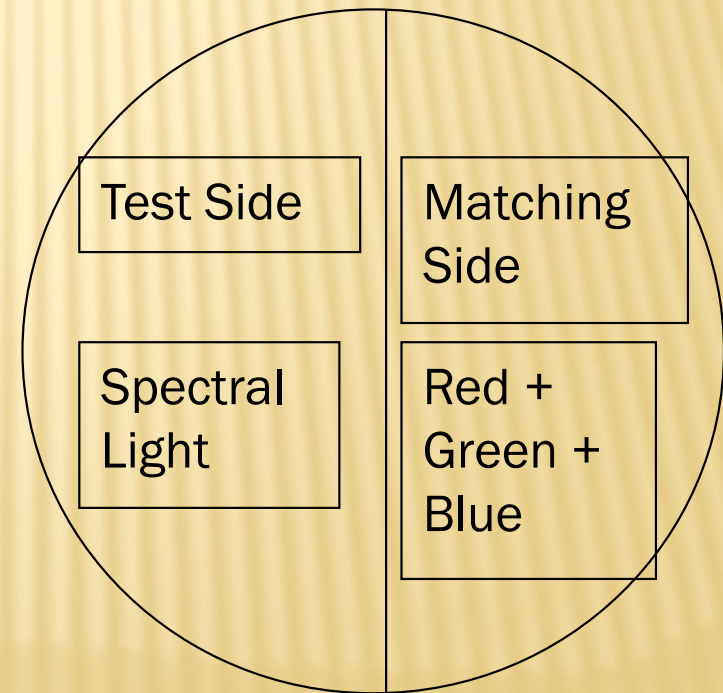 Test Side
Matching
Side
Spectral
Light
Red +
Green +
Blue